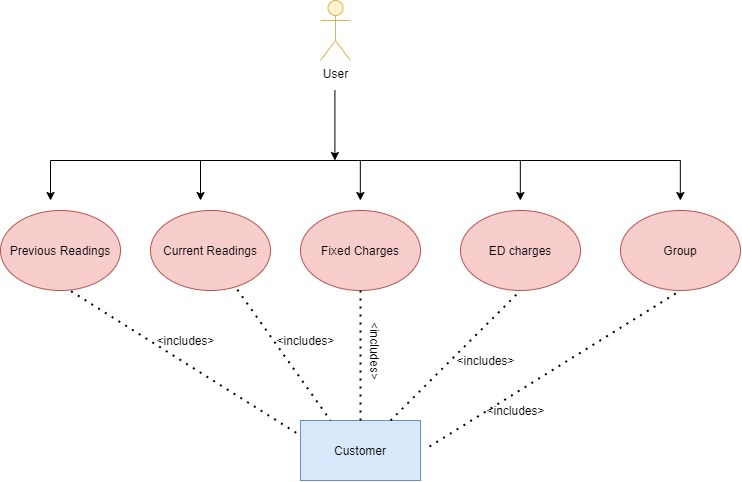 User
Previous Readings
Current Readings
Fixed Charges
ED charges
Group
<includes>
<includes>
<includes>
<includes>
<includes>
Customer